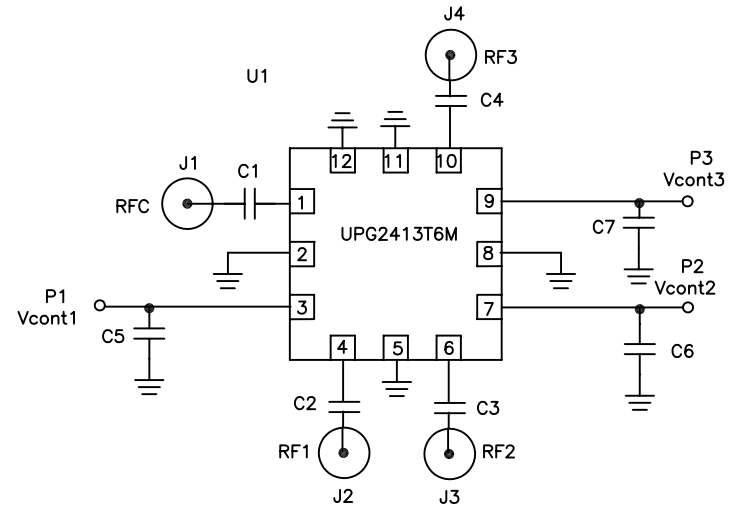 J4
RF3
U1
C4
12
11
10
J1
C1
P3
Vcont3
RFC
1
9
UPG2413T6M
C7
2
8
P2
Vcont2
P1
Vcont1
3
7
C5
4
5
6
C6
C2
C3
RF1
RF2
J2
J3